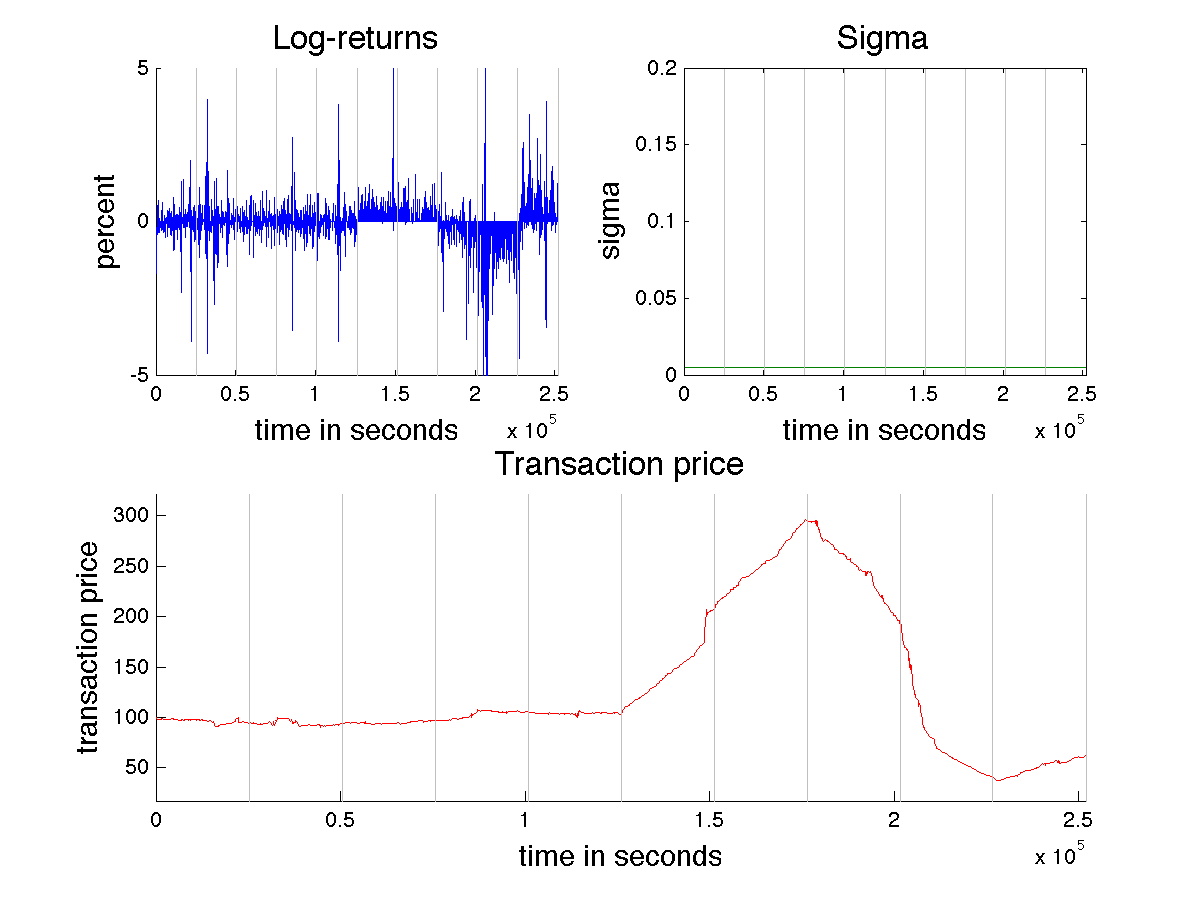 Log-returns
5
0
-5
percent
0 0.5 1 1.5 2 2.5
x 10^5
time in seconds
Sigma
0.2
0.15
0.1
0.05
0
sigma
0 0.5 1 1.5 2 2.5
x 10^5
time in seconds
Transaction price
300
250
200
150
100
50
transaction price
0 0.5 1 1.5 2 2.5
x 10^5
time in seconds